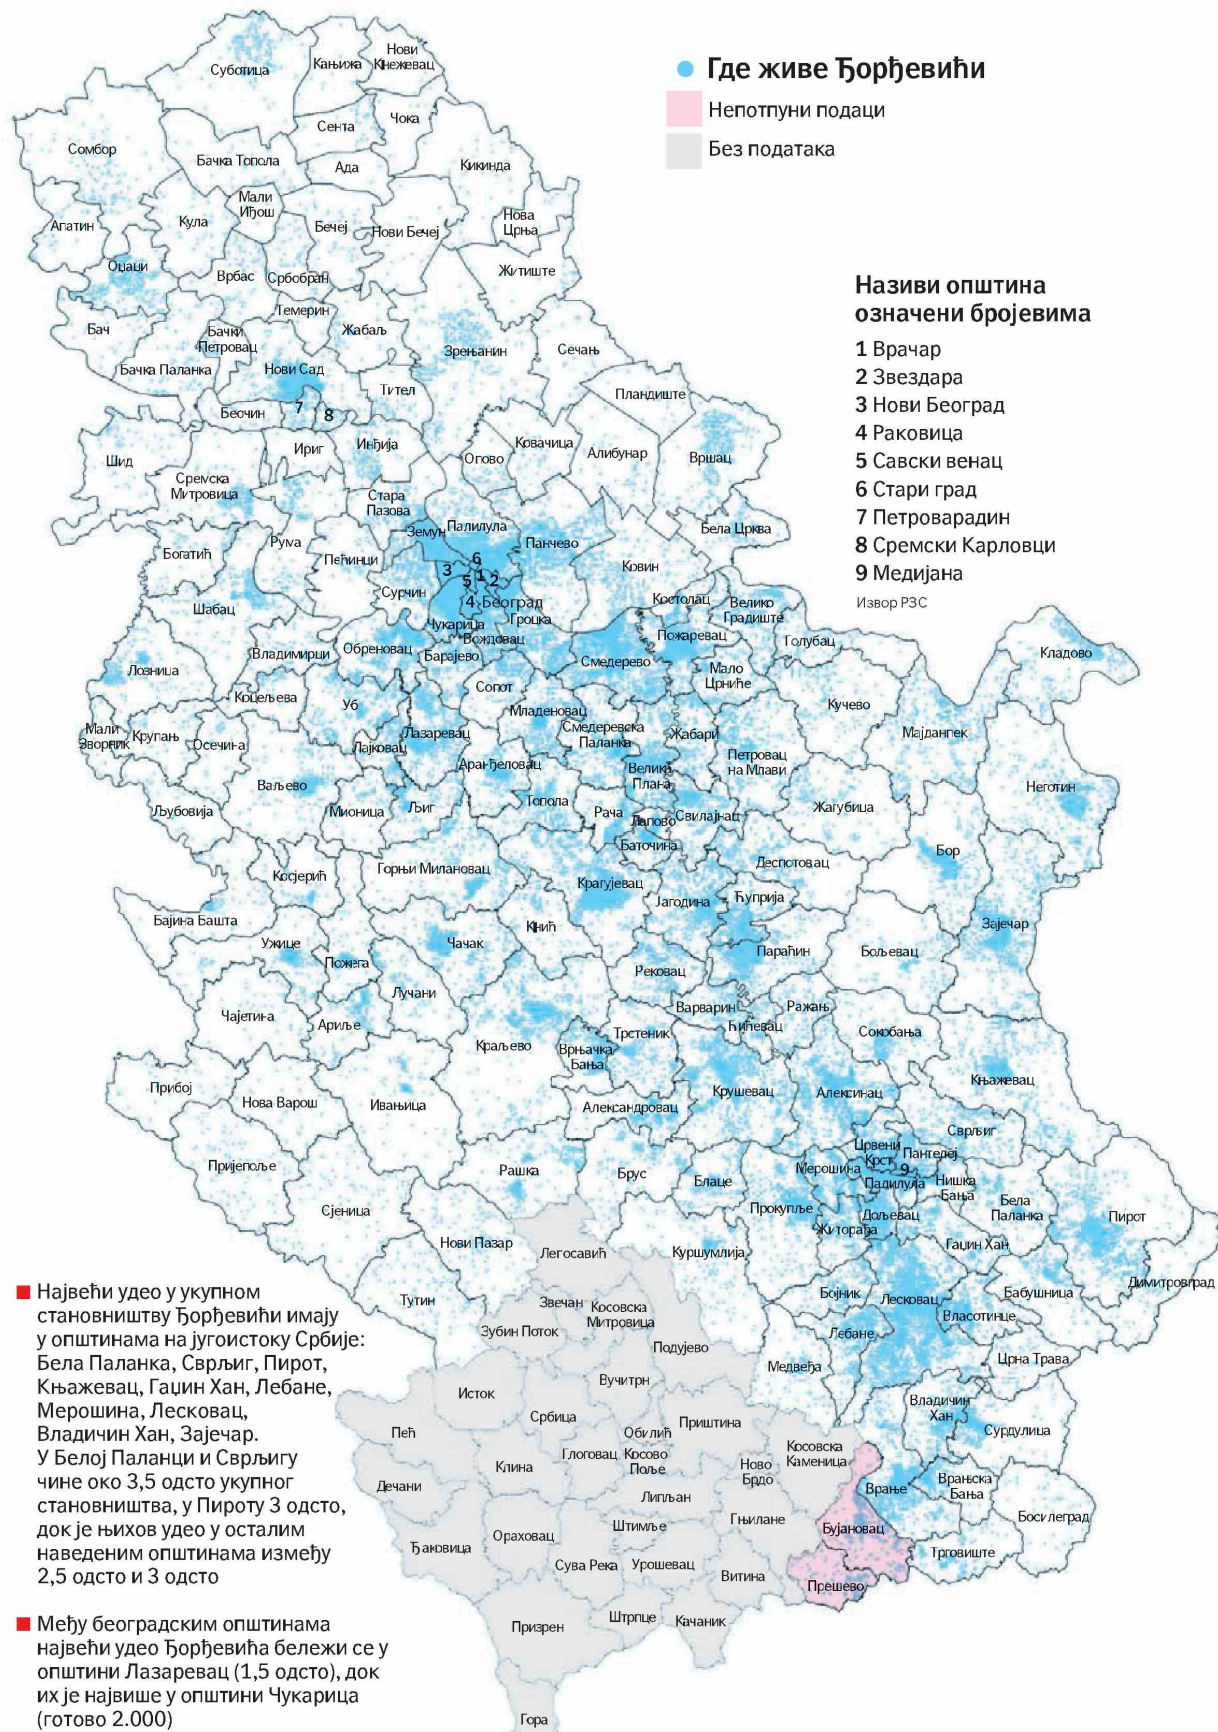 Где живе Ђорђевићи
Непотпуни подаци
Без података
Називи општина
означени бројевима
1 Врачар
2 Звездара
3 Нови Београд
4 Раковица
5 Савски венац
6 Стари град
7 Петроварадин
8 Сремски Карловци
9 Медијана
Извор РЗС
Суботица
Кањижа
Нови
Кнежевац
Сомбор
Бачка Топола
Сента
Чока
Ада
Кикинда
Мали
Иђош
Апатин
Кула
Бечеј
Нови Бечеј
Нова
Црња
Оџаци
Врбас
Србобран
Житиште
Темерин
Бач
Бачки
Петровац
Жабаљ
Зрењанин
Сечањ
Бачка Паланка
Нови Сад
Тител
Пландиште
Беочин
7
8
Ириг
Инђија
Ковачица
Алибунар
Вршац
Шид
Опово
Сремска
Митровица
Стара
Пазова
Земун
Палилула
Панчево
Бела Црква
Рума
Богатић
Пећинци
Ковин
6
3
5
1
2
4
Београд
Сурчин
Шабац
Гроцка
Чукарица
Вождовац
Костолац
Велико
Градиште
Голубац
Кладово
Владимирци
Обреновац
Барајево
Смедерево
Пожаревац
Лозница
Мало
Црниће
Коцељева
Уб
Сопот
Кучево
Младеновац
Мали
Зворник
Крупањ
Осечина
Лазаревац
Смедеревска
Паланка
Жабари
Мајданпек
Лајковац
Аранђеловац
Петровац
на Млави
Велика
Плана
Ваљево
Неготин
Љубовија
Мионица
Љиг
Топола
Рача
Лапово
Свилајнац
Жагубица
Баточина
Бор
Косјерић
Горњи Милановац
Крагујевац
Деспотовац
Јагодина
Ћуприја
Бајина Башта
Кнић
Зајечар
Ужице
Чачак
Параћин
Бољевац
Пожега
Рековац
Лучани
Чајетина
Ариље
Варварин
Ражањ
Ћићевац
Сокобања
Краљево
Врњачка
Бања
Трстеник
Прибој
Нова Варош
Ивањица
Александровац
Крушевац
Алексинац
Књажевац
Пријепоље
Рашка
Брус
Блаце
Црвени
Крст
Пантелеј
Сврљиг
Мерошина
9
Палилула
Нишка
Бања
Сјеница
Прокупље
Бела
Паланка
Пирот
Дољевац
Житорађа
Нови Пазар
Легосавић
Куршумлија
Гаџин Хан
Димитровград
Тутин
Бојник
Лесковац
Бабушница
Звечан
Косовска
Митровица
Власотинце
Зубин Поток
Лебане
Подујево
Медвеђа
Црна Трава
Исток
Вучитрн
Србица
Приштина
Владичин
Хан
Сурдулица
Пећ
Обилић
Глоговац
Косово
Поље
Косовска
Каменица
Клина
Ново
Брдо
Дечани
Врање
Врањска
Бања
Липљан
Босилеград
Гњилане
Ораховац
Штимље
Бујановац
Ђаковица
Трговиште
Сува Река
Урошевац
Витина
Прешево
Призрен
Штрпце
Качаник
Гора
Највећи удео у укупном
становништву Ђорђевићи имају
у општинама на југоистоку Србије:
Бела Паланка, Сврљиг, Пирот,
Књажевац, Гаџин Хан, Лебане,
Мерошина, Лесковац,
Владичин Хан, Зајечар.
У Белој Паланци и Сврљигу
чине око 3,5 одсто укупног
становништва, у Пироту 3 одсто,
док је њихов удео у осталим
наведеним општинама између
2,5 одсто и 3 одсто
Међу београдским општинама
највећи удео Ђорђевића бележи се у
општини Лазаревац (1,5 одсто), док
их је највише у општини Чукарица
(готово 2.000)